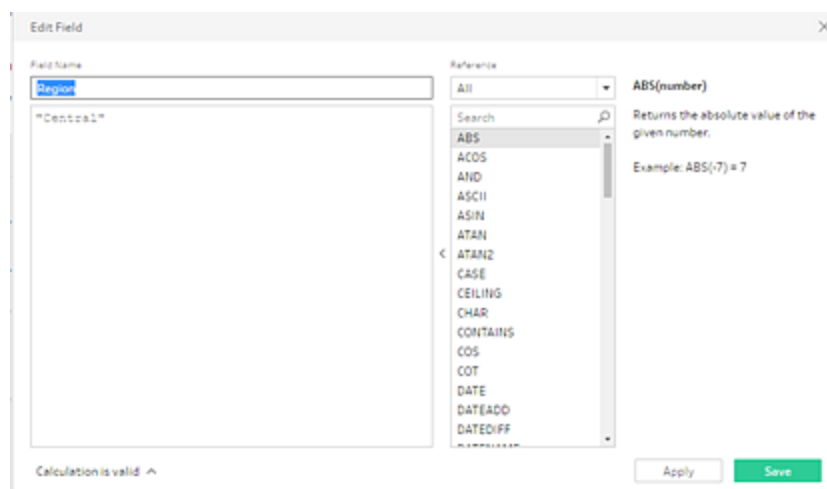 Edit Field
Field Name
Region
"Central"
Reference
All
Search
ABS
ACOS
AND
ASCII
ASIN
ATAN
ATAN2
CASE
CEILING
CHAR
CONTAINS
COS
COT
DATE
DATEADD
DATEDIFF
DATENAME
ABS(number)
Returns the absolute value of the
given number.
Example: ABS(-7) = 7
Calculation is valid
Apply
Save